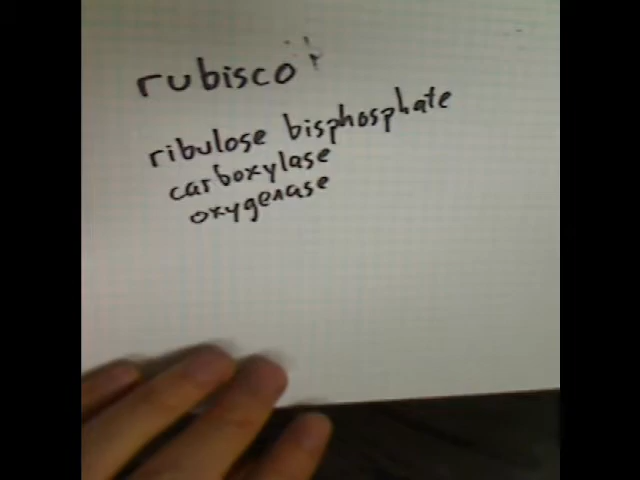 rubisco
ribulose bisphosphate
carboxylase
oxygenase